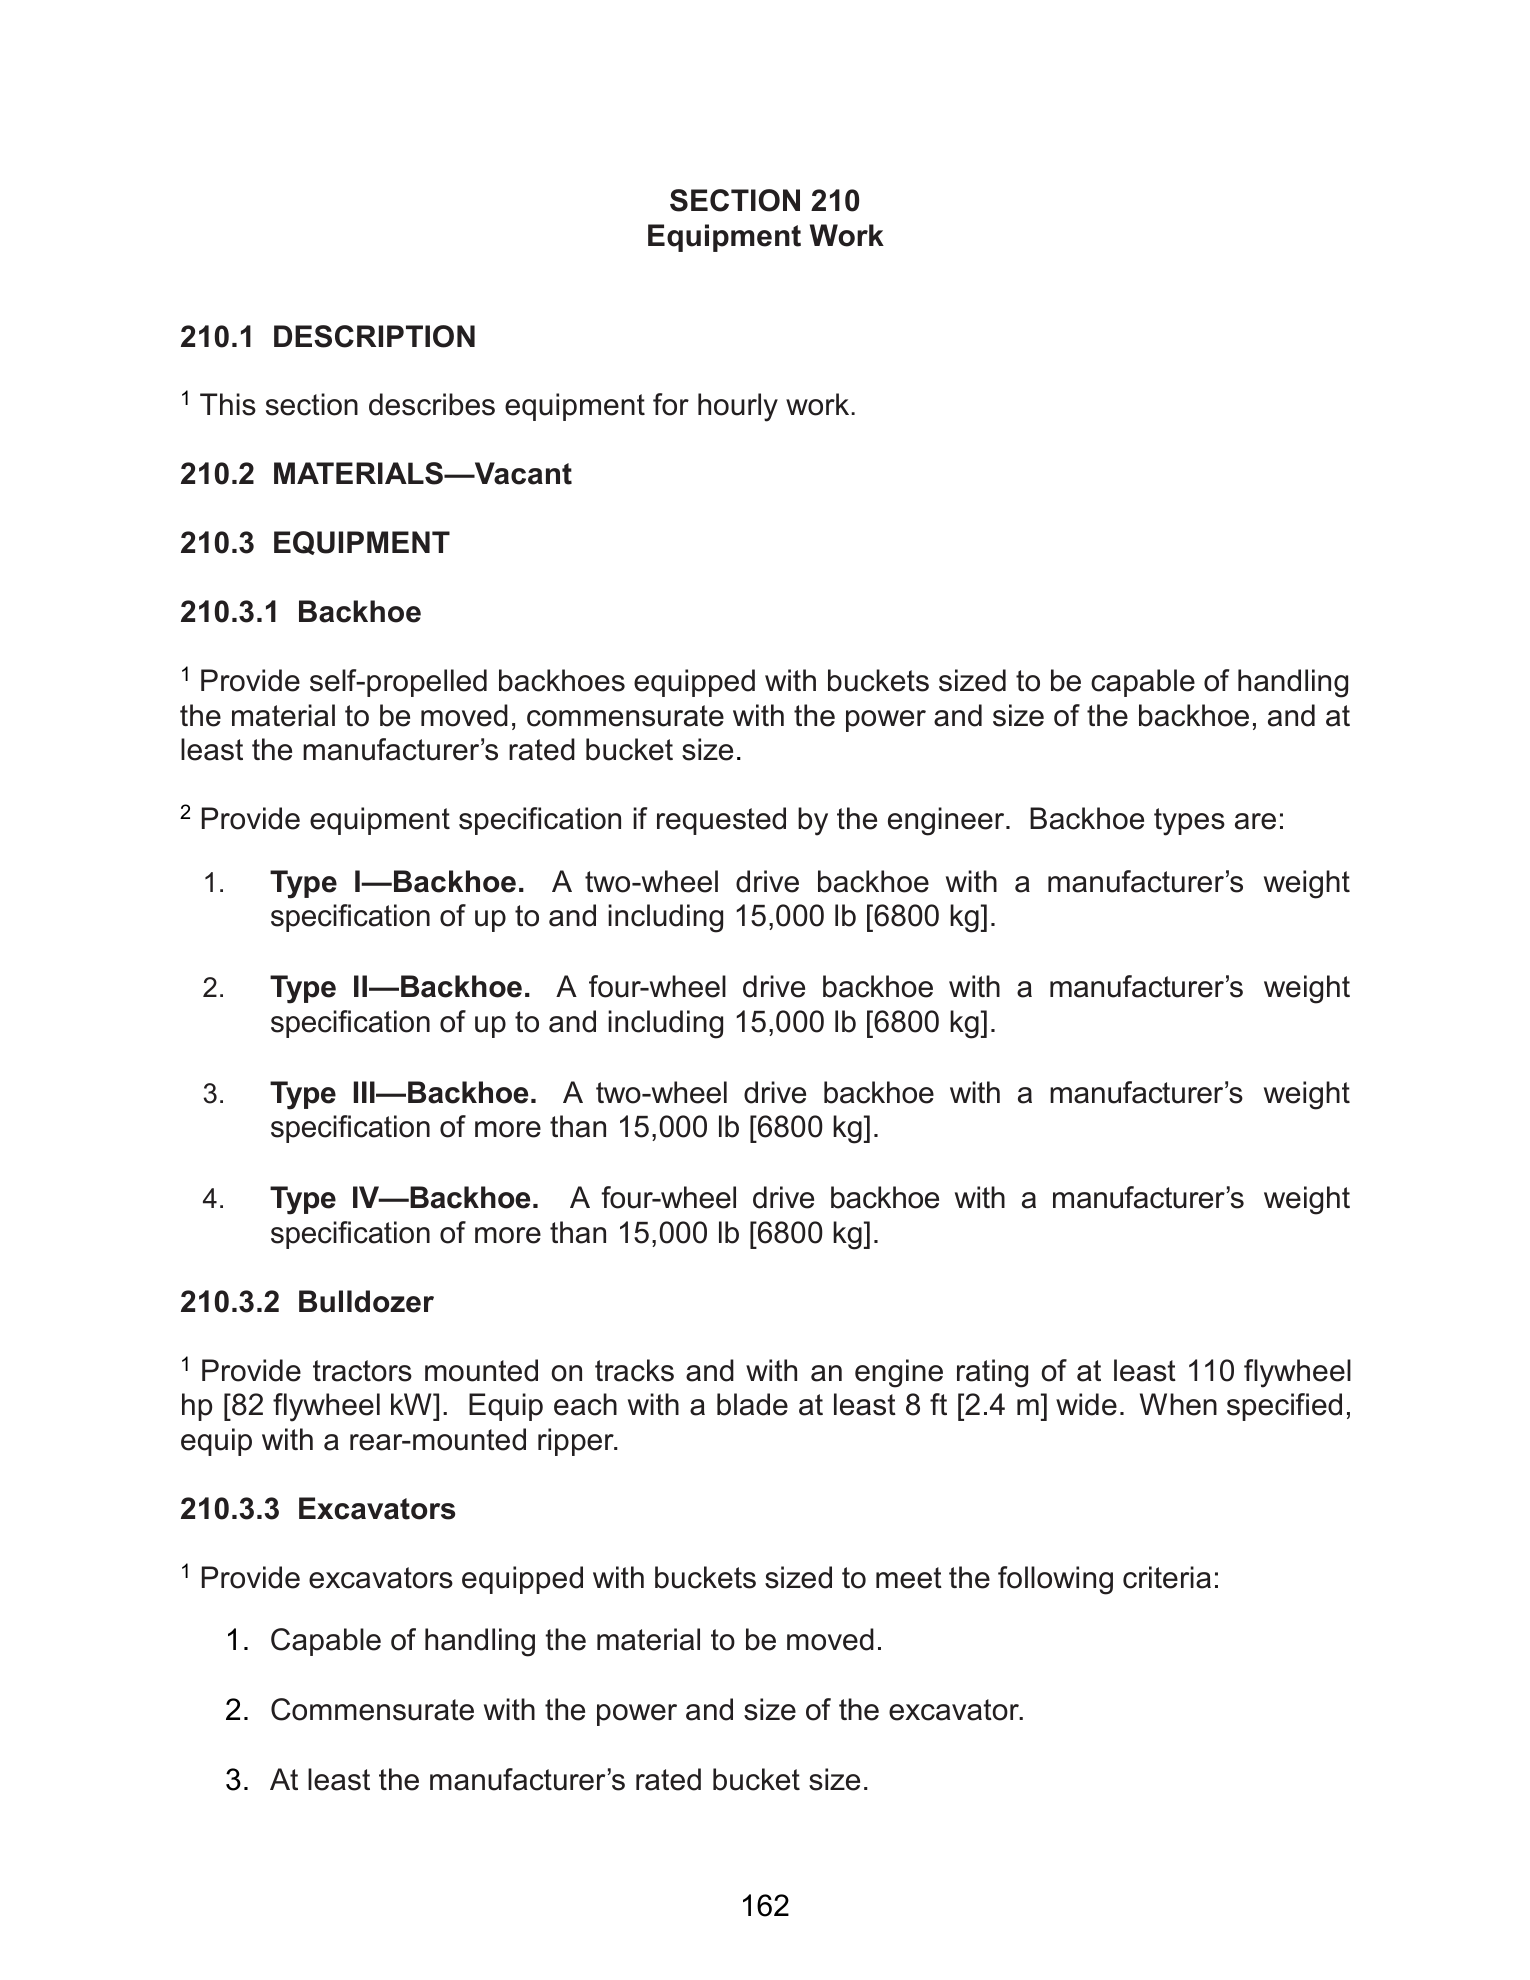 SECTION 210
Equipment Work
210.1 DESCRIPTION
1 This section describes equipment for hourly work.
210.2 MATERIALS—Vacant
210.3 EQUIPMENT
210.3.1 Backhoe
1 Provide self-propelled backhoes equipped with buckets sized to be capable of handling
the material to be moved, commensurate with the power and size of the backhoe, and at
least the manufacturer’s rated bucket size.
2 Provide equipment specification if requested by the engineer. Backhoe types are:
1. Type I—Backhoe. A two-wheel drive backhoe with a manufacturer’s weight
specification of up to and including 15,000 lb [6800 kg].
2. Type II—Backhoe. A four-wheel drive backhoe with a manufacturer’s weight
specification of up to and including 15,000 lb [6800 kg].
3. Type III—Backhoe. A two-wheel drive backhoe with a manufacturer’s weight
specification of more than 15,000 lb [6800 kg].
4. Type IV—Backhoe. A four-wheel drive backhoe with a manufacturer’s weight
specification of more than 15,000 lb [6800 kg].
210.3.2 Bulldozer
1 Provide tractors mounted on tracks and with an engine rating of at least 110 flywheel
hp [82 flywheel kW]. Equip each with a blade at least 8 ft [2.4 m] wide. When specified,
equip with a rear-mounted ripper.
210.3.3 Excavators
1 Provide excavators equipped with buckets sized to meet the following criteria:
1. Capable of handling the material to be moved.
2. Commensurate with the power and size of the excavator.
3. At least the manufacturer’s rated bucket size.
162